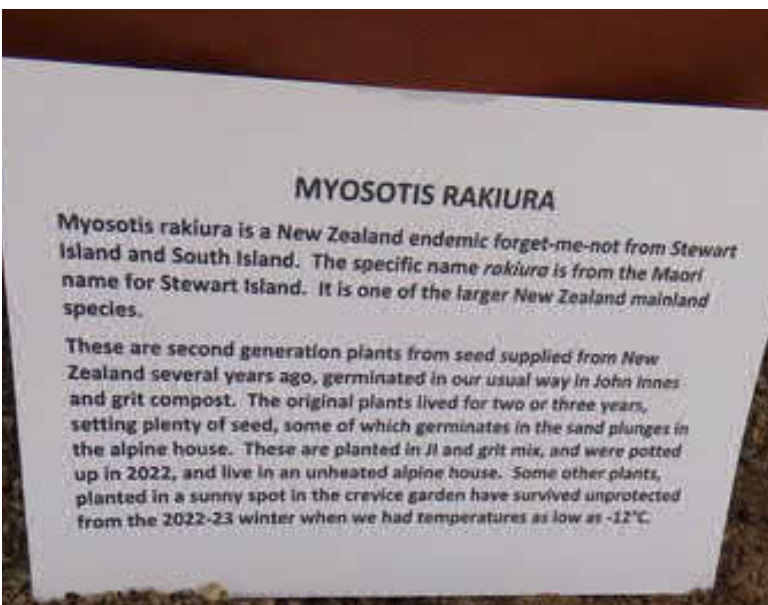 MYOSOTIS RAKIURA
Myosotis rakiura is a New Zealand endemic forget-me-not from Stewart
Island and South Island. The specific name rakiura is from the Maori
name for Stewart Island. It is one of the larger New Zealand mainland
species.
These are second generation plants from seed supplied from New
Zealand several years ago, germinated in our usual way in John Innes
and grit compost. The original plants lived for two or three years,
setting plenty of seed, some of which germinates in the sand plunges in
the alpine house. These are planted in JI and grit mix, and were potted
up in 2022, and live in an unheated alpine house. Some other plants,
planted in a sunny spot in the crevice garden have survived unprotected
from the 2022-23 winter when we had temperatures as low as -12°C.